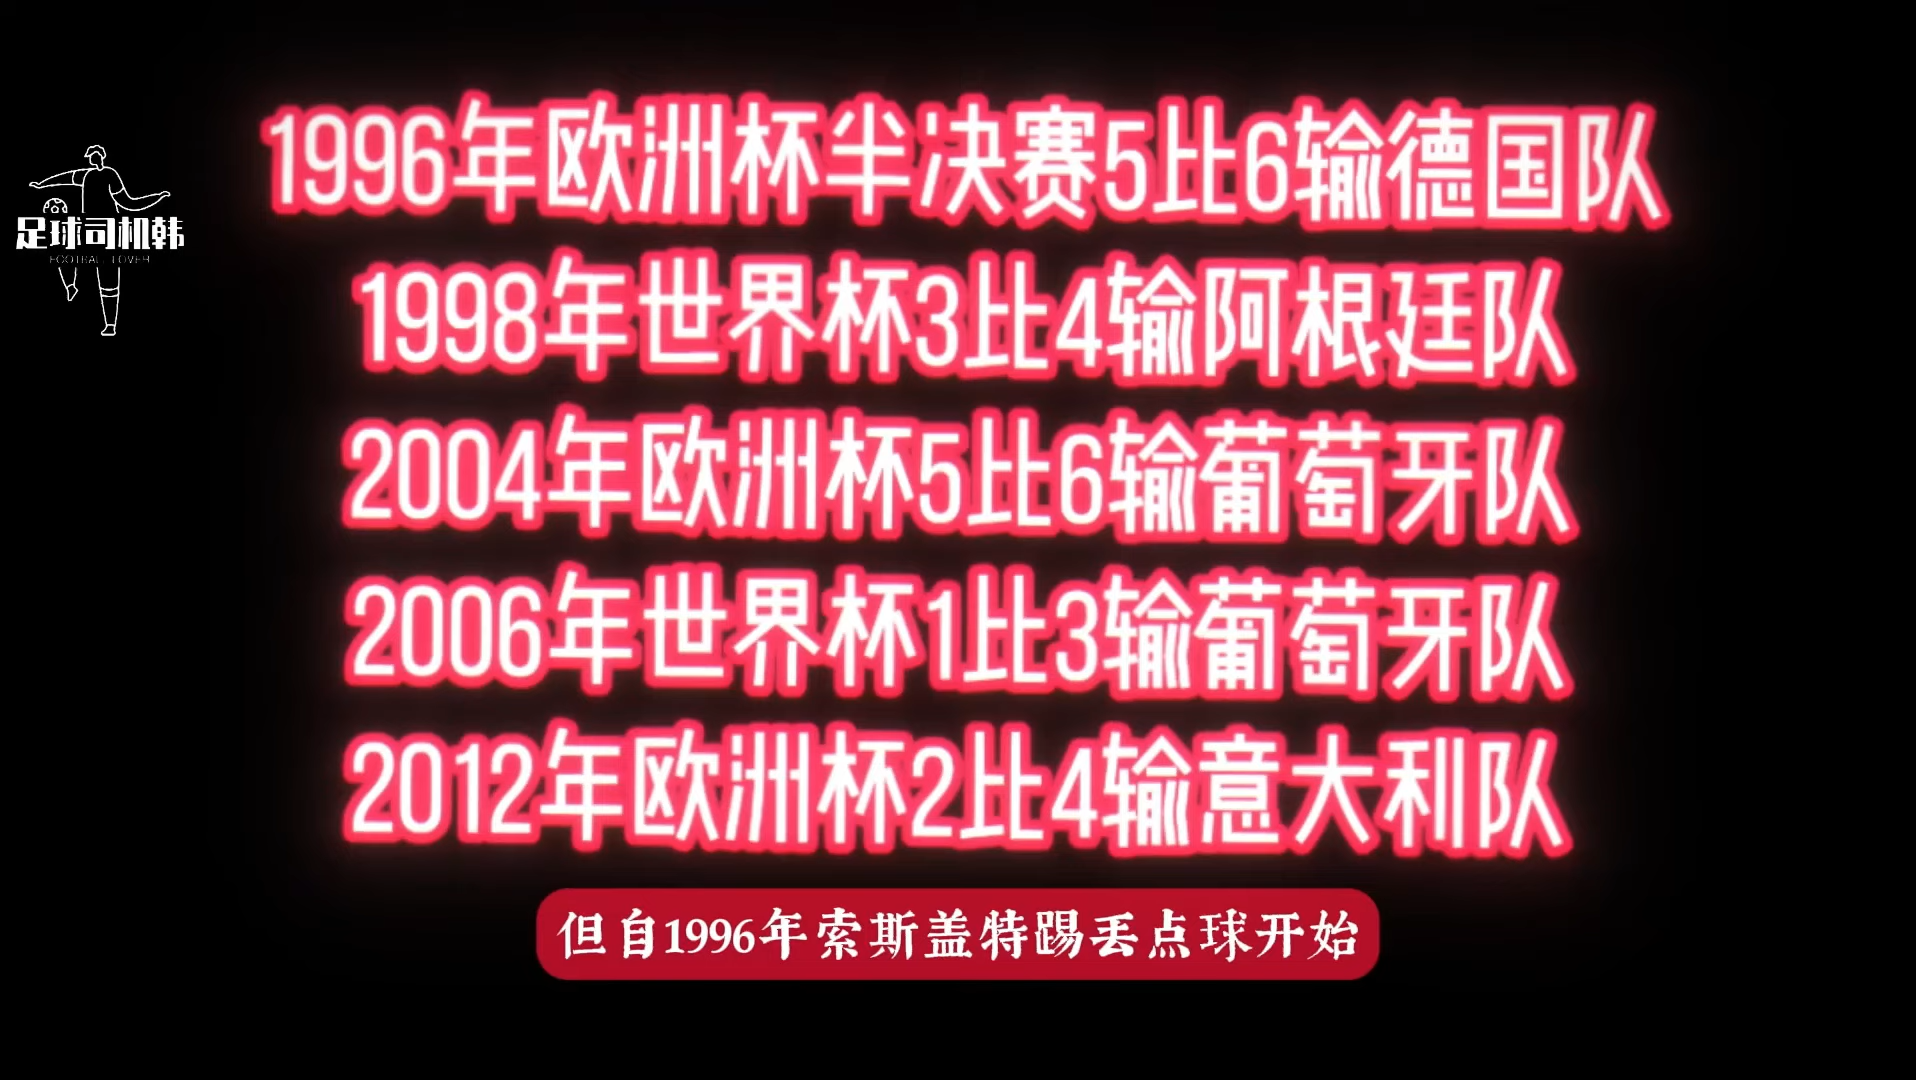 1996年欧洲杯半决赛5比6输德国队
足球司机韩
FOOTBALL LOVER
1998年世界杯3比4输阿根廷队
2004年欧洲杯5比6输葡萄牙队
2006年世界杯1比3输葡萄牙队
2012年欧洲杯2比4输意大利队
但自1996年索斯盖特踢丢点球开始